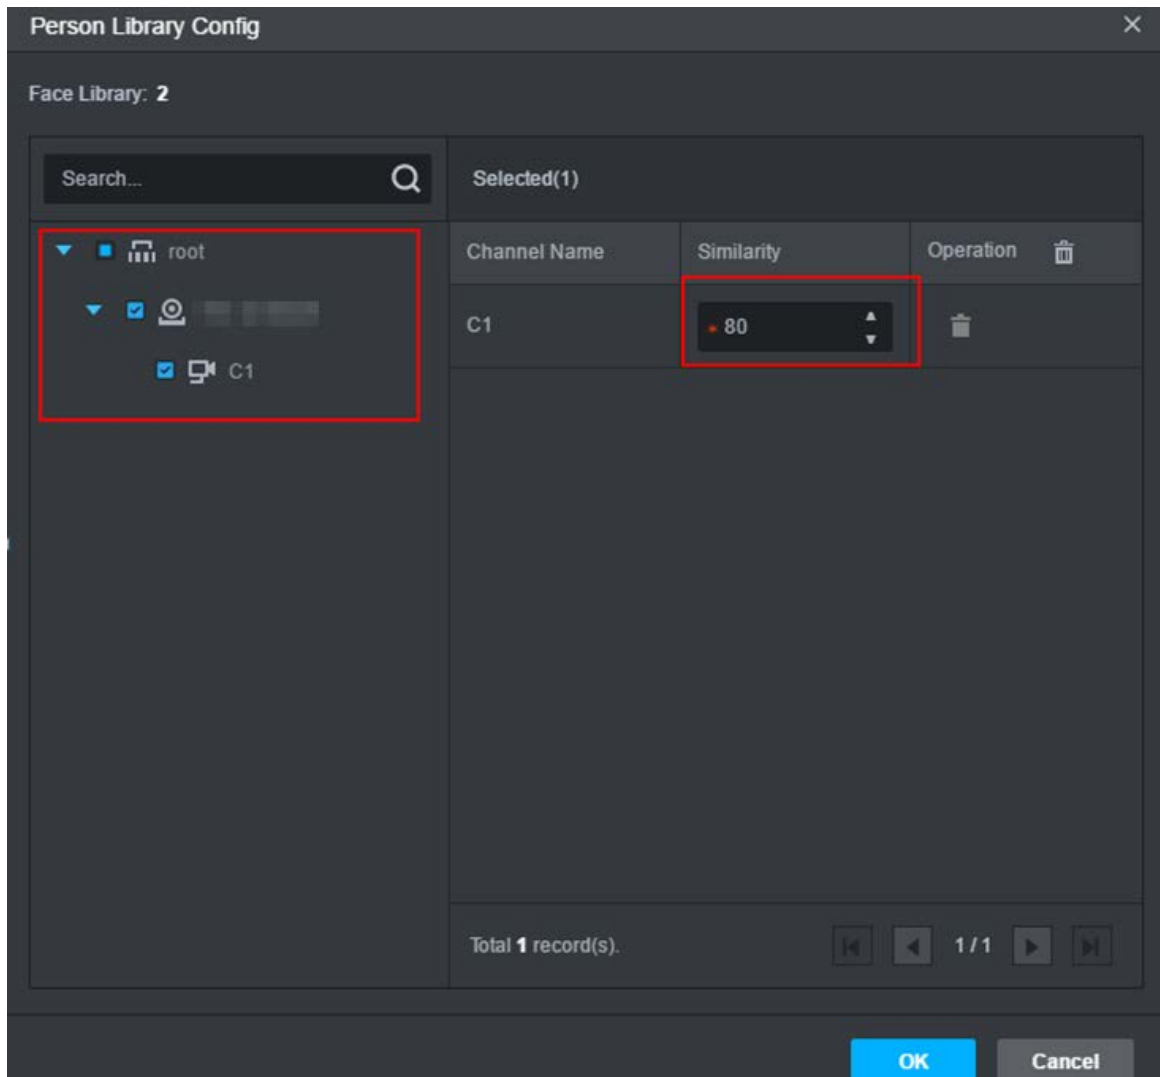 Person Library Config
Face Library: 2
Search...
Selected(1)
root
C1
Channel Name Similarity Operation
C1 80
Total 1 record(s). 1 / 1
OK Cancel